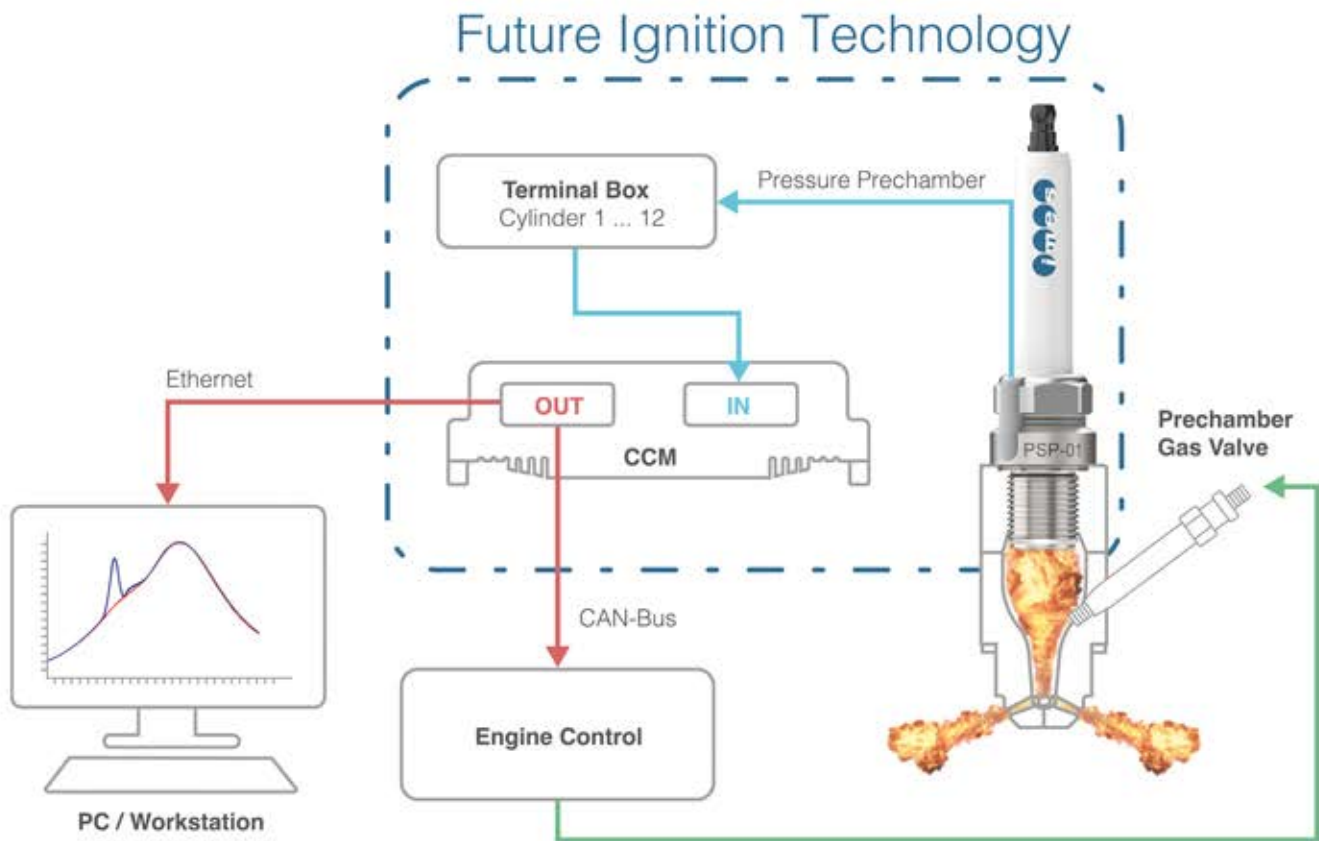 Future Ignition Technology
Terminal Box
Cylinder 1 ... 12
Pressure Prechamber
imes
Ethernet
OUT
IN
CCM
PSP-01
Prechamber
Gas Valve
CAN-Bus
Engine Control
PC / Workstation